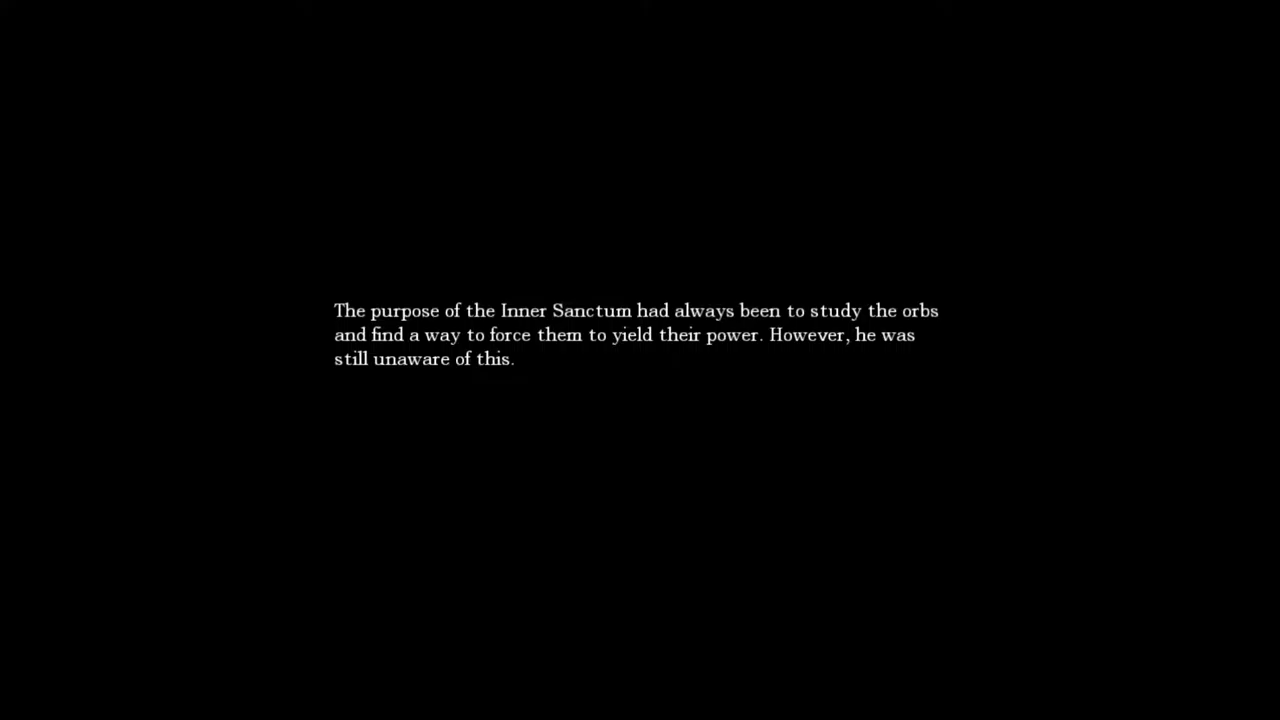 The purpose of the Inner Sanctum had always been to study the orbs
and find a way to force them to yield their power. However, he was
still unaware of this.